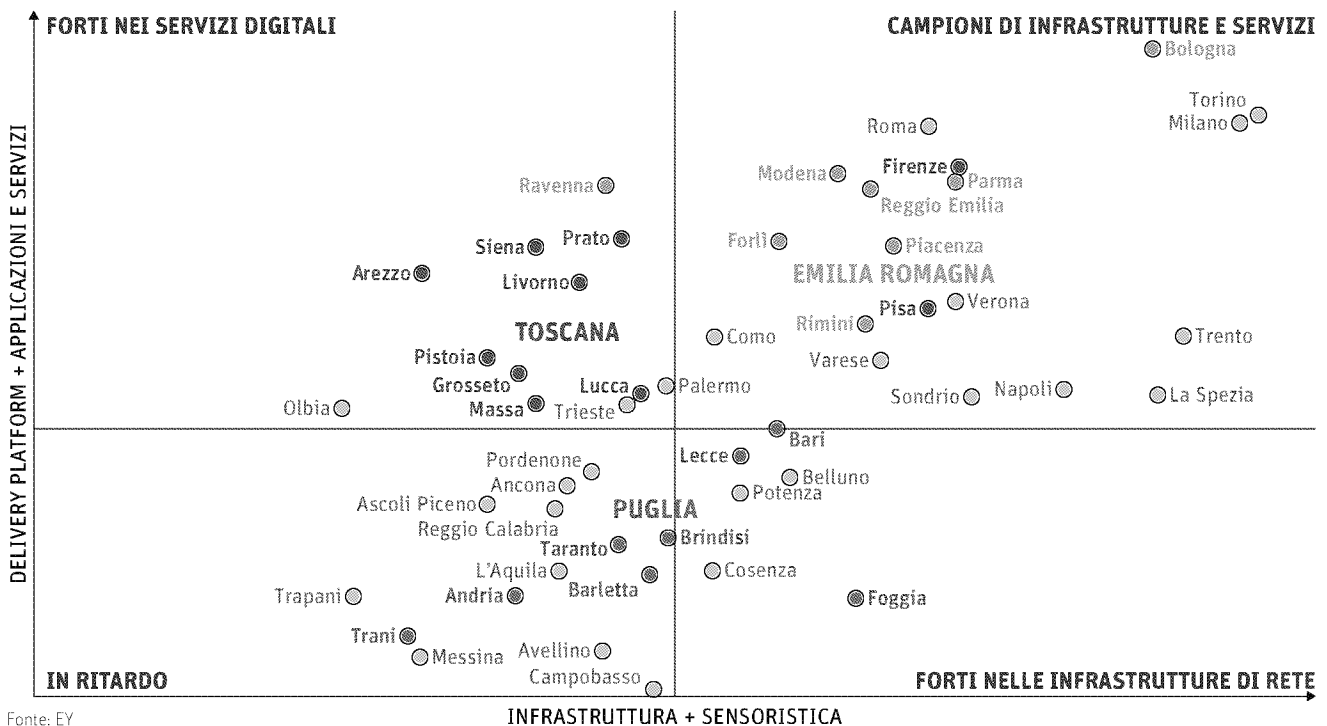 FORTI NEI SERVIZI DIGITALI
CAMPIONI DI INFRASTRUTTURE E SERVIZI
Bologna
Torino
Milano
Roma
Firenze
Modena
Parma
Ravenna
Reggio Emilia
Prato
Forlì
Siena
Piacenza
Arezzo
EMILIA ROMAGNA
Livorno
Verona
Pisa
Rimini
TOSCANA
Como
Trento
Pistoia
Varese
Grosseto
Lucca
Palermo
Napoli
Sondrio
La Spezia
Massa
Trieste
Olbia
Bari
Lecce
Pordenone
Belluno
Ancona
Potenza
Ascoli Piceno
PUGLIA
Reggio Calabria
Brindisi
Taranto
L'Aquila
Cosenza
Barletta
Trapani
Andria
Foggia
Trani
Avellino
Messina
Campobasso
IN RITARDO
FORTI NELLE INFRASTRUTTURE DI RETE
DELIVERY PLATFORM + APPLICAZIONI E SERVIZI
INFRASTRUTTURA + SENSORISTICA
Fonte: EY